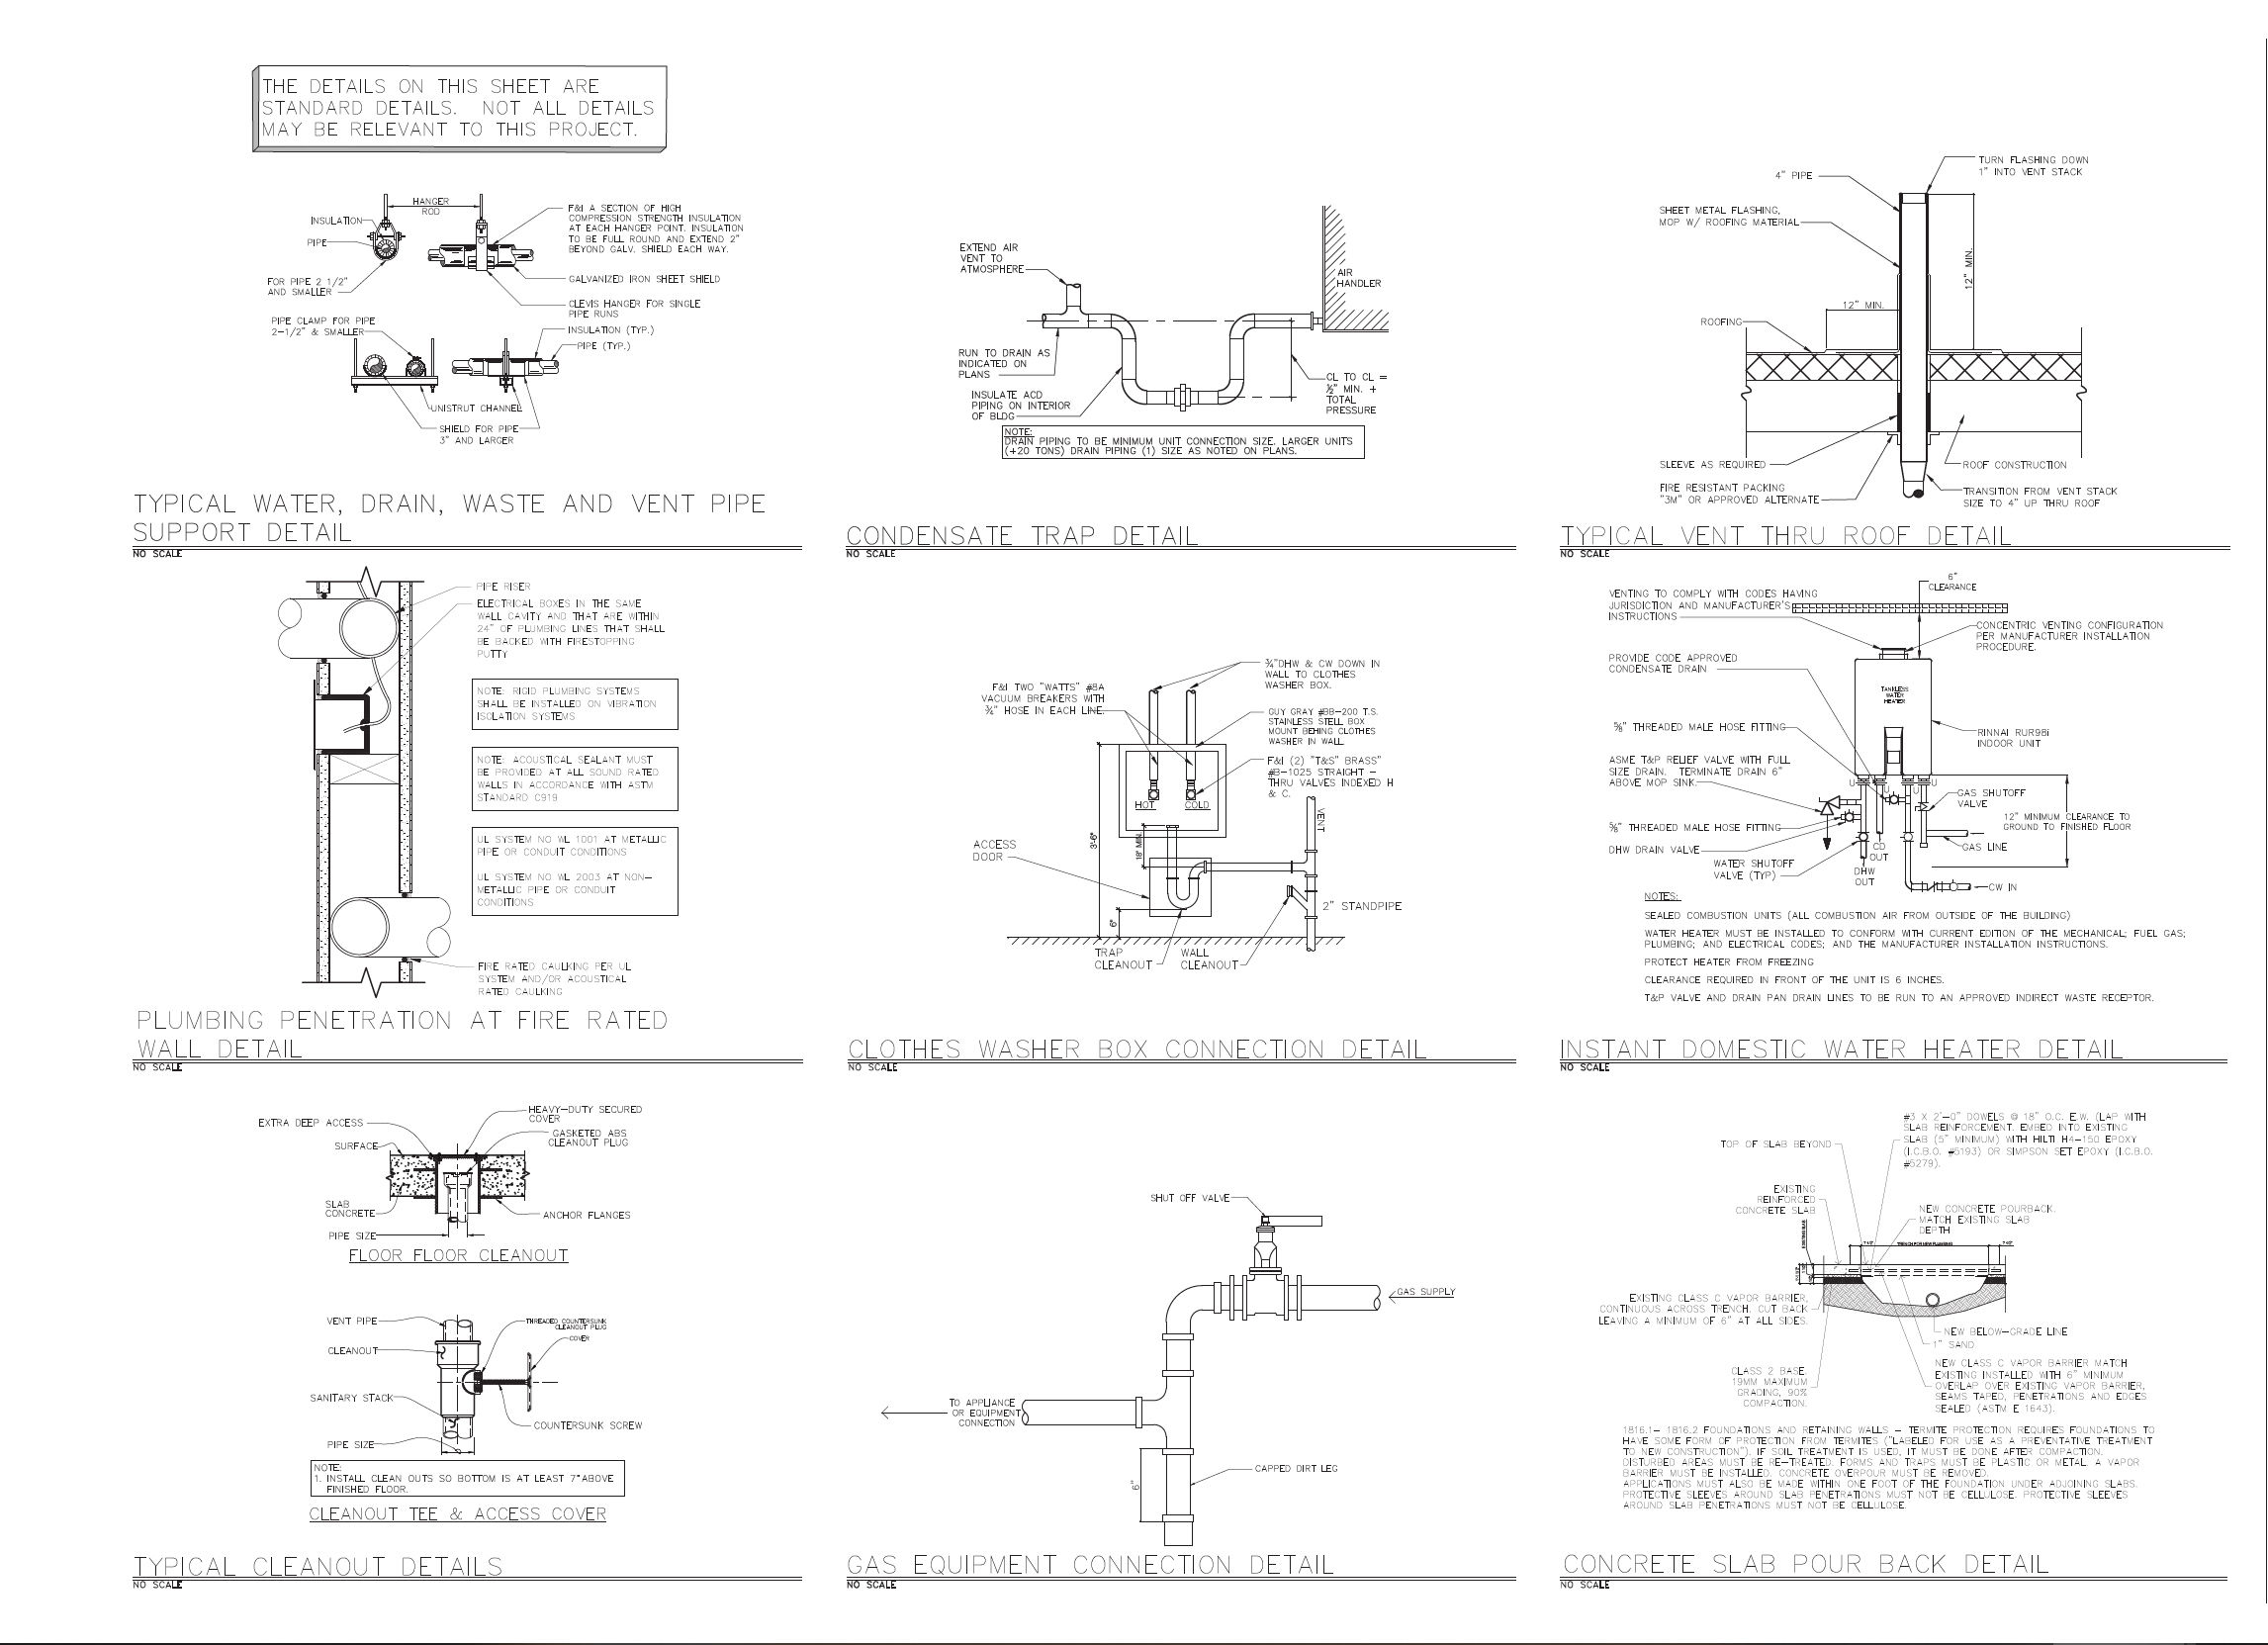 THE DETAILS ON THIS SHEET ARE
STANDARD DETAILS.  NOT ALL DETAILS
MAY BE RELEVANT TO THIS PROJECT.
HANGER
ROD
INSULATION
PIPE
FOR PIPE 2 1/2"
AND SMALLER
F&I A SECTION OF HIGH
COMPRESSION STRENGTH INSULATION
AT EACH HANGER POINT. INSULATION
TO BE FULL ROUND AND EXTEND 2"
BEYOND GALV. SHIELD EACH WAY.
GALVANIZED IRON SHEET SHIELD
CLEVIS HANGER FOR SINGLE
PIPE RUNS
PIPE CLAMP FOR PIPE
2-1/2" & SMALLER
INSULATION (TYP.)
PIPE (TYP.)
UNISTRUT CHANNEL
SHIELD FOR PIPE
3" AND LARGER
TYPICAL WATER, DRAIN, WASTE AND VENT PIPE
SUPPORT DETAIL
NO SCALE
EXTEND AIR
VENT TO
ATMOSPHERE
AIR
HANDLER
RUN TO DRAIN AS
INDICATED ON
PLANS
INSULATE ACD
PIPING ON INTERIOR
OF BLDG
CL TO CL =
½" MIN. +
TOTAL
PRESSURE
NOTE:
DRAIN PIPING TO BE MINIMUM UNIT CONNECTION SIZE. LARGER UNITS
(+20 TONS) DRAIN PIPING (1) SIZE AS NOTED ON PLANS.
CONDENSATE TRAP DETAIL
NO SCALE
TURN FLASHING DOWN
1" INTO VENT STACK
4" PIPE
SHEET METAL FLASHING,
MOP W/ ROOFING MATERIAL
12" MIN.
12" MIN.
ROOFING
SLEEVE AS REQUIRED
FIRE RESISTANT PACKING
"3M" OR APPROVED ALTERNATE
ROOF CONSTRUCTION
TRANSITION FROM VENT STACK
SIZE TO 4" UP THRU ROOF
TYPICAL VENT THRU ROOF DETAIL
NO SCALE
PIPE RISER
ELECTRICAL BOXES IN THE SAME
WALL CAVITY AND THAT ARE WITHIN
24" OF PLUMBING LINES THAT SHALL
BE BACKED WITH FIRESTOPPING
PUTTY
NOTE: RIGID PLUMBING SYSTEMS
SHALL BE INSTALLED ON VIBRATION
ISOLATION SYSTEMS
NOTE: ACOUSTICAL SEALANT MUST
BE PROVIDED AT ALL SOUND RATED
WALLS IN ACCORDANCE WITH ASTM
STANDARD C919
UL SYSTEM NO. WL 1001 AT METALLIC
PIPE OR CONDUIT CONDITIONS
UL SYSTEM NO. WL 2003 AT NON-
METALLIC PIPE OR CONDUIT
CONDITIONS
FIRE RATED CAULKING PER UL
SYSTEM AND/OR ACOUSTICAL
RATED CAULKING
PLUMBING PENETRATION AT FIRE RATED
WALL DETAIL
NO SCALE
¾"DHW & CW DOWN IN
WALL TO CLOTHES
WASHER BOX.
F&I TWO "WATTS" #8A
VACUUM BREAKERS WITH
¾" HOSE IN EACH LINE.
GUY GRAY #BB-200 T.S.
STAINLESS STELL BOX
MOUNT BEHING CLOTHES
WASHER IN WALL
F&I (2) "T&S" BRASS"
#B-1025 STRAIGHT -
THRU VALVES INDEXED H
& C.
HOT
COLD
VENT
3'-6"
18" MIN.
ACCESS
DOOR
6"
2" STANDPIPE
TRAP
CLEANOUT
WALL
CLEANOUT
CLOTHES WASHER BOX CONNECTION DETAIL
NO SCALE
6"
CLEARANCE
VENTING TO COMPLY WITH CODES HAVING
JURISDICTION AND MANUFACTURER'S
INSTRUCTIONS
CONCENTRIC VENTING CONFIGURATION
PER MANUFACTURER INSTALLATION
PROCEDURE.
PROVIDE CODE APPROVED
CONDENSATE DRAIN
TANKLESS
WATER
HEATER
⅝" THREADED MALE HOSE FITTING
RINNAI RUR98i
INDOOR UNIT
ASME T&P RELIEF VALVE WITH FULL
SIZE DRAIN.  TERMINATE DRAIN 6"
ABOVE MOP SINK.
U
U
U
U
GAS SHUTOFF
VALVE
12" MINIMUM CLEARANCE TO
GROUND TO FINISHED FLOOR
⅝" THREADED MALE HOSE FITTING
DHW DRAIN VALVE
GAS LINE
CD
OUT
WATER SHUTOFF
VALVE (TYP)
DHW
OUT
CW IN
NOTES:
SEALED COMBUSTION UNITS (ALL COMBUSTION AIR FROM OUTSIDE OF THE BUILDING)
WATER HEATER MUST BE INSTALLED TO CONFORM WITH CURRENT EDITION OF THE MECHANICAL; FUEL GAS;
PLUMBING; AND ELECTRICAL CODES; AND THE MANUFACTURER INSTALLATION INSTRUCTIONS.
PROTECT HEATER FROM FREEZING
CLEARANCE REQUIRED IN FRONT OF THE UNIT IS 6 INCHES.
T&P VALVE AND DRAIN PAN DRAIN LINES TO BE RUN TO AN APPROVED INDIRECT WASTE RECEPTOR.
INSTANT DOMESTIC WATER HEATER DETAIL
NO SCALE
HEAVY-DUTY SECURED
COVER
EXTRA DEEP ACCESS
GASKETED ABS
CLEANOUT PLUG
SURFACE
SLAB
CONCRETE
ANCHOR FLANGES
PIPE SIZE
FLOOR FLOOR CLEANOUT
VENT PIPE
THREADED COUNTERSUNK
CLEANOUT PLUG
COVER
CLEANOUT
SANITARY STACK
COUNTERSUNK SCREW
PIPE SIZE
NOTE:
1. INSTALL CLEAN OUTS SO BOTTOM IS AT LEAST 7"ABOVE
FINISHED FLOOR.
CLEANOUT TEE & ACCESS COVER
TYPICAL CLEANOUT DETAILS
NO SCALE
SHUT OFF VALVE
GAS SUPPLY
TO APPLIANCE
OR EQUIPMENT
CONNECTION
CAPPED DIRT LEG
6"
GAS EQUIPMENT CONNECTION DETAIL
NO SCALE
#3 X 2'-0" DOWELS @ 18" O.C. E.W. (LAP WITH
SLAB REINFORCEMENT. EMBED INTO EXISTING
SLAB (5" MINIMUM) WITH HILTI H4-150 EPOXY
(I.C.B.O. #5193) OR SIMPSON SET EPOXY (I.C.B.O.
#5279).
TOP OF SLAB BEYOND
EXISTING
REINFORCED
CONCRETE SLAB
NEW CONCRETE POURBACK.
MATCH EXISTING SLAB
DEPTH
TRENCH FOR NEW PLUMBING
EXISTING CLASS C VAPOR BARRIER,
CONTINUOUS ACROSS TRENCH. CUT BACK
LEAVING A MINIMUM OF 6" AT ALL SIDES.
NEW BELOW-GRADE LINE
1" SAND
CLASS 2 BASE.
19MM MAXIMUM
GRADING, 90%
COMPACTION.
NEW CLASS C VAPOR BARRIER MATCH
EXISTING INSTALLED WITH 6" MINIMUM
OVERLAP OVER EXISTING VAPOR BARRIER,
SEAMS TAPED, PENETRATIONS AND EDGES
SEALED (ASTM E 1643).
1816.1- 1816.2 FOUNDATIONS AND RETAINING WALLS - TERMITE PROTECTION REQUIRES FOUNDATIONS TO
HAVE SOME FORM OF PROTECTION FROM TERMITES ("LABELED FOR USE AS A PREVENTATIVE TREATMENT
TO NEW CONSTRUCTION"). IF SOIL TREATMENT IS USED, IT MUST BE DONE AFTER COMPACTION.
DISTURBED AREAS MUST BE RE-TREATED. FORMS AND TRAPS MUST BE PLASTIC OR METAL. A VAPOR
BARRIER MUST BE INSTALLED. CONCRETE OVERPOUR MUST BE REMOVED.
APPLICATIONS MUST ALSO BE MADE WITHIN ONE FOOT OF THE FOUNDATION UNDER ADJOINING SLABS.
PROTECTIVE SLEEVES AROUND SLAB PENETRATIONS MUST NOT BE CELLULOSE. PROTECTIVE SLEEVES
AROUND SLAB PENETRATIONS MUST NOT BE CELLULOSE.
CONCRETE SLAB POUR BACK DETAIL
NO SCALE